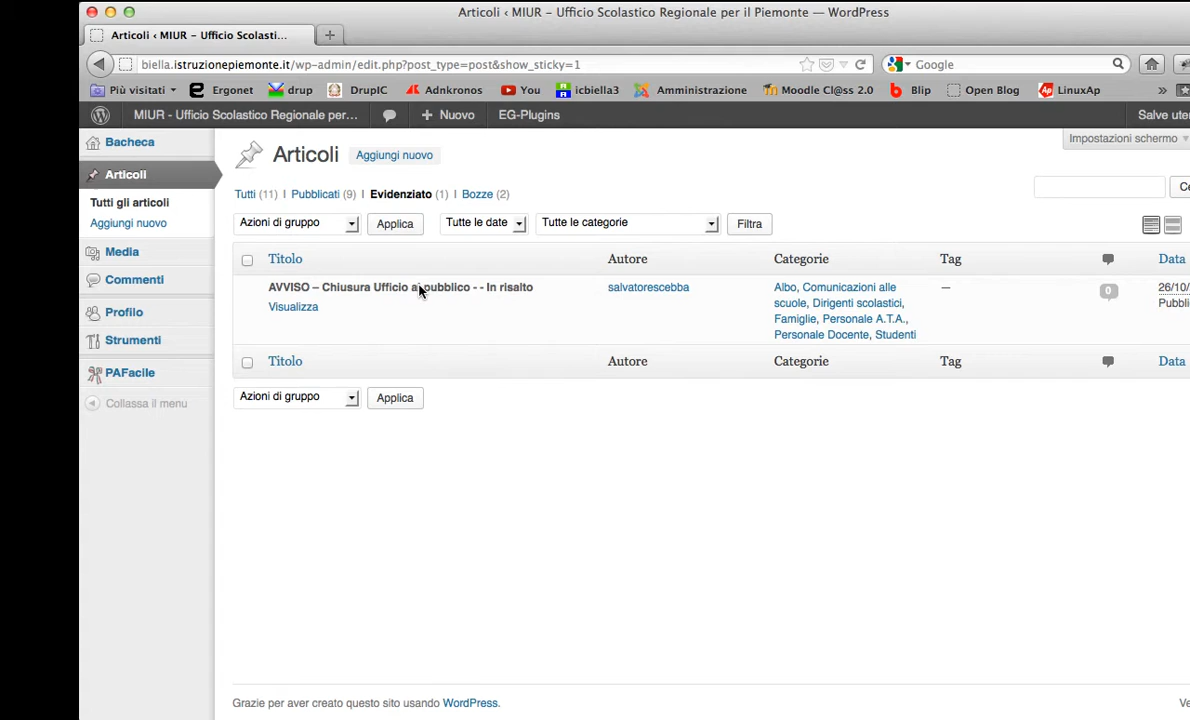 Articoli ‹ MIUR – Ufficio Scolastico Regionale per il Piemonte — WordPress
Articoli ‹ MIUR – Ufficio Scolasti...
biella.istruzionepiemonte.it/wp-admin/edit.php?post_type=post&show_sticky=1
Google
Più visitati Ergonet drup DrupIC Adnkronos You icbiella3 Amministrazione Moodle Cl@ss 2.0 Blip Open Blog LinuxAp »
MIUR - Ufficio Scolastico Regionale per... + Nuovo EG-Plugins Salve uten
Bacheca
Articoli
Tutti gli articoli
Aggiungi nuovo
Media
Commenti
Profilo
Strumenti
PAFacile
Collassa il menu
Impostazioni schermo
Articoli Aggiungi nuovo
Tutti (11) | Pubblicati (9) | Evidenziato (1) | Bozze (2)
Ce
Azioni di gruppo Applica Tutte le date Tutte le categorie Filtra
Titolo Autore Categorie Tag Data
AVVISO – Chiusura Ufficio al pubblico - - In risalto salvatorescebba Albo, Comunicazioni alle — 0 26/10/
Visualizza scuole, Dirigenti scolastici, Pubbli
Famiglie, Personale A.T.A.,
Personale Docente, Studenti
Titolo Autore Categorie Tag Data
Azioni di gruppo Applica
Grazie per aver creato questo sito usando WordPress. Ve